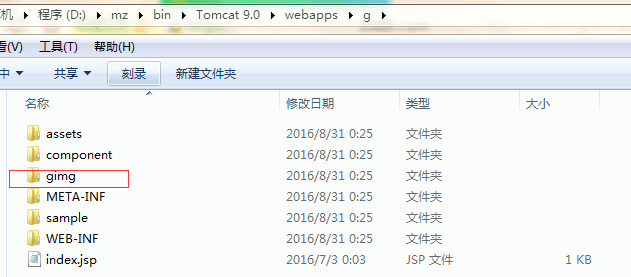 机 ▸ 程序 (D:) ▸ mz ▸ bin ▸ Tomcat 9.0 ▸ webapps ▸ g ▸
看(V) 工具(T) 帮助(H)
中 ▼ 共享 ▼ 刻录 新建文件夹
名称 修改日期 类型 大小
assets 2016/8/31 0:25 文件夹
component 2016/8/31 0:25 文件夹
gimg 2016/8/31 0:25 文件夹
META-INF 2016/8/31 0:25 文件夹
sample 2016/8/31 0:25 文件夹
WEB-INF 2016/8/31 0:25 文件夹
index.jsp 2016/7/3 0:03 JSP 文件 1 KB